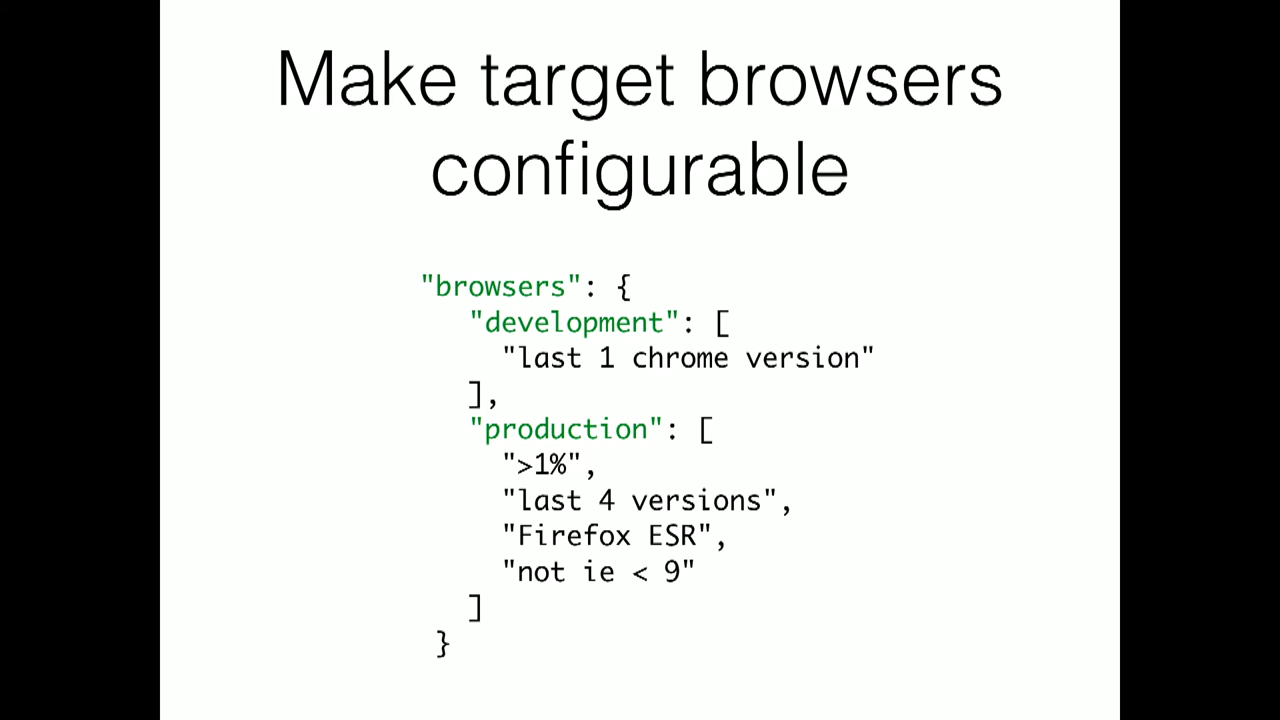 Make target browsers
configurable
"browsers": {
"development": [
"last 1 chrome version"
],
"production": [
">1%",
"last 4 versions",
"Firefox ESR",
"not ie < 9"
]
}